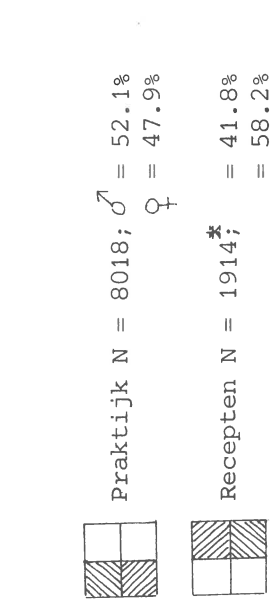 Praktijk N = 8018; ♂ = 52.1%
♀ = 47.9%
Recepten N = 1914*; = 41.8%
= 58.2%